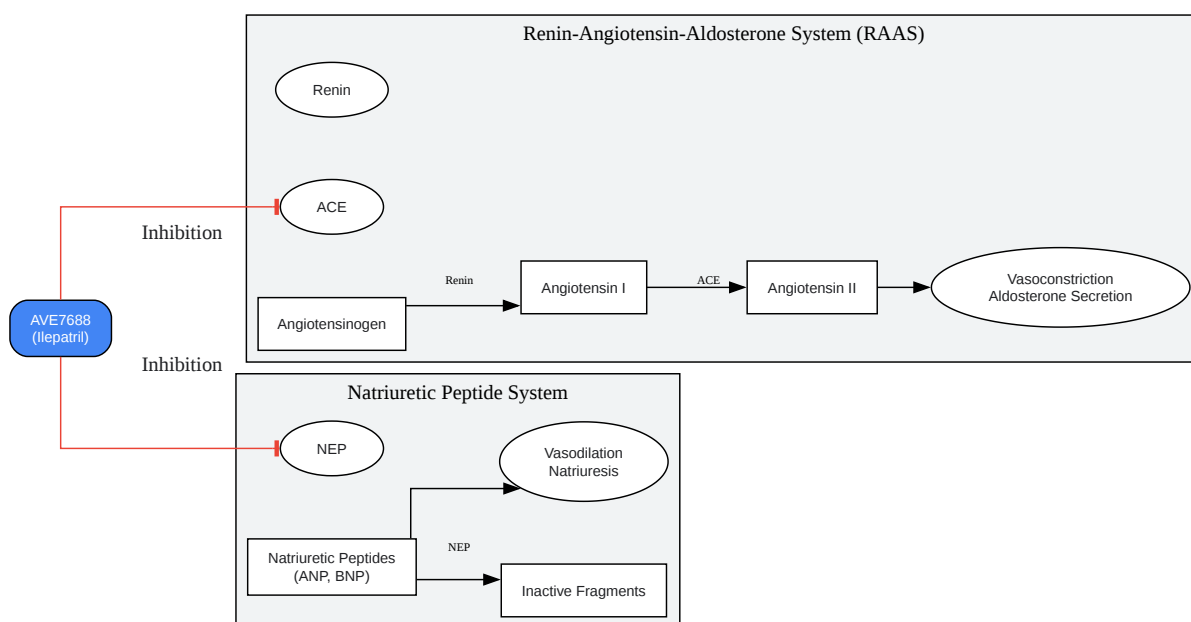 Renin-Angiotensin-Aldosterone System (RAAS)
Renin
ACE
Inhibition
Renin
Angiotensinogen
Angiotensin I
ACE
Angiotensin II
Vasoconstriction
Aldosterone Secretion
AVE7688
(Ilepatril)
Inhibition
Natriuretic Peptide System
NEP
Vasodilation
Natriuresis
Natriuretic Peptides
(ANP, BNP)
NEP
Inactive Fragments